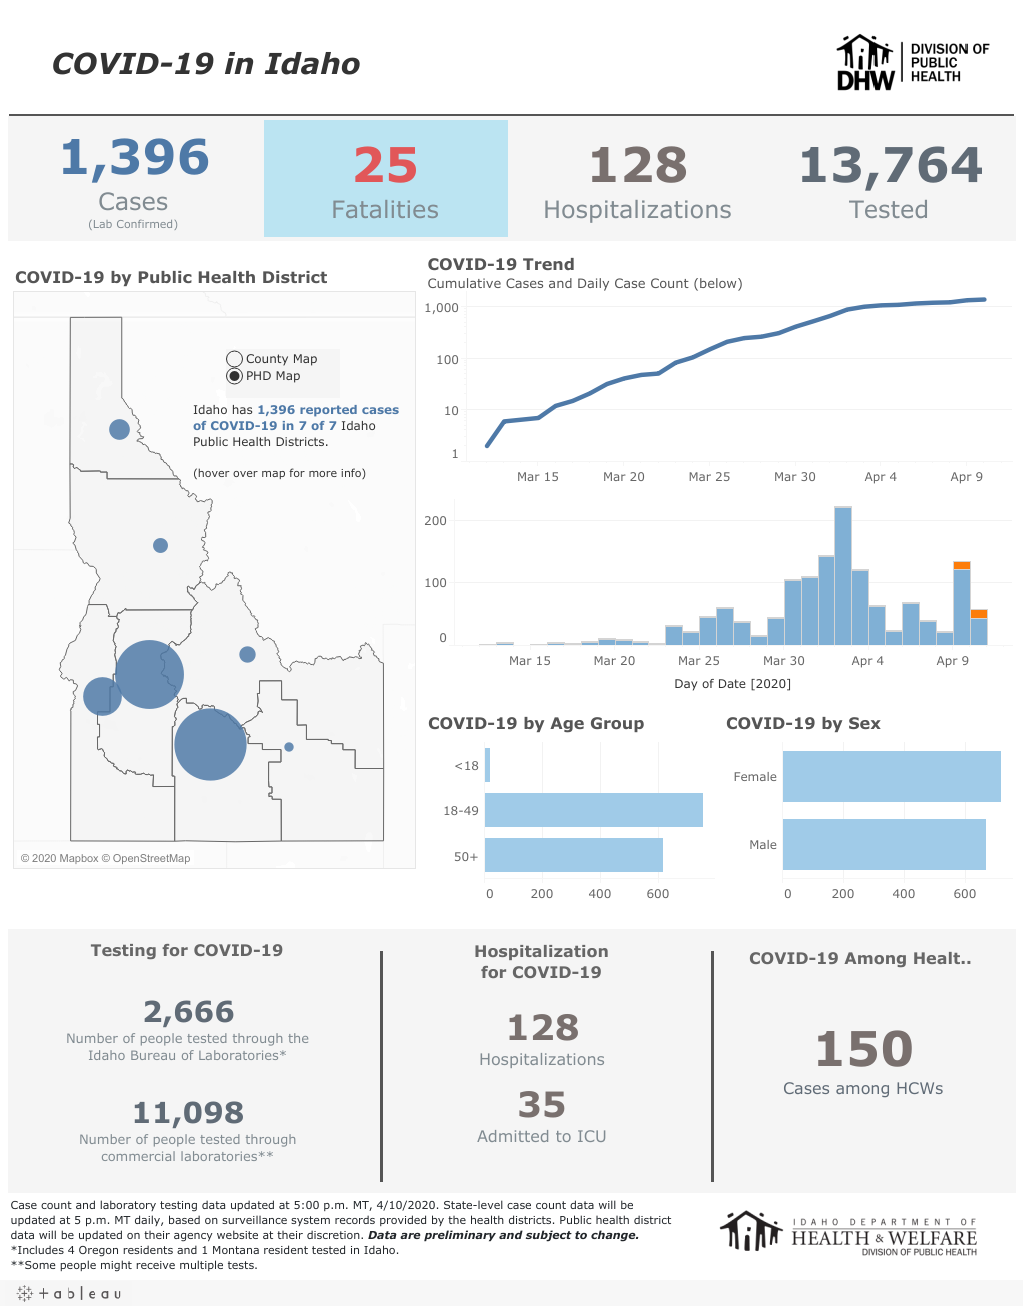 COVID-19 in Idaho
DHW
DIVISION OF
PUBLIC
HEALTH
1,396
Cases
(Lab Confirmed)
25
Fatalities
128
Hospitalizations
13,764
Tested
COVID-19 by Public Health District
County Map
PHD Map
Idaho has 1,396 reported cases
of COVID-19 in 7 of 7 Idaho
Public Health Districts.
(hover over map for more info)
© 2020 Mapbox © OpenStreetMap
COVID-19 Trend
Cumulative Cases and Daily Case Count (below)
1,000
100
10
1
Mar 15
Mar 20
Mar 25
Mar 30
Apr 4
Apr 9
200
100
0
Mar 15
Mar 20
Mar 25
Mar 30
Apr 4
Apr 9
Day of Date [2020]
COVID-19 by Age Group
<18
18-49
50+
0
200
400
600
COVID-19 by Sex
Female
Male
0
200
400
600
Testing for COVID-19
2,666
Number of people tested through the
Idaho Bureau of Laboratories*
11,098
Number of people tested through
commercial laboratories**
Hospitalization
for COVID-19
128
Hospitalizations
35
Admitted to ICU
COVID-19 Among Healt..
150
Cases among HCWs
Case count and laboratory testing data updated at 5:00 p.m. MT, 4/10/2020. State-level case count data will be
updated at 5 p.m. MT daily, based on surveillance system records provided by the health districts. Public health district
data will be updated on their agency website at their discretion. Data are preliminary and subject to change.
*Includes 4 Oregon residents and 1 Montana resident tested in Idaho.
**Some people might receive multiple tests.
IDAHO DEPARTMENT OF
HEALTH & WELFARE
DIVISION OF PUBLIC HEALTH
+ableau